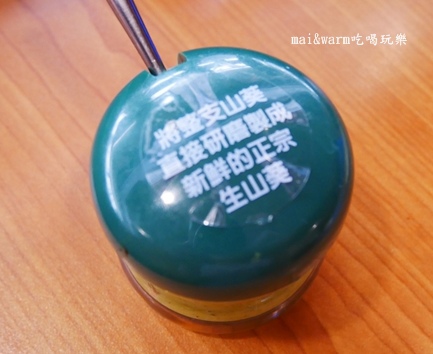 mai&warm吃喝玩樂
將整支山葵
直接研磨製成
新鮮的正宗
生山葵